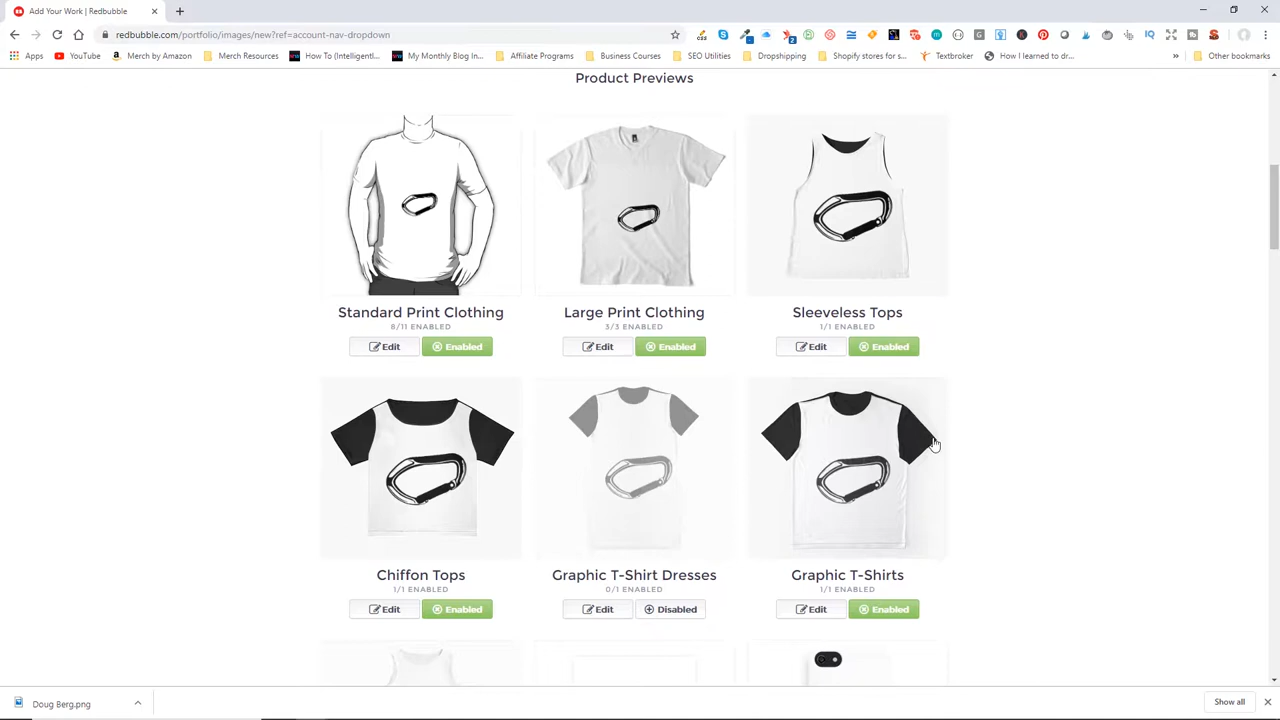 Add Your Work | Redbubble
redbubble.com/portfolio/images/new?ref=account-nav-dropdown
Apps YouTube Merch by Amazon Merch Resources How To (Intelligentl... My Monthly Blog In... Affiliate Programs Business Courses SEO Utilities Dropshipping Shopify stores for s... Textbroker How I learned to dr... » Other bookmarks
Product Previews
Standard Print Clothing Large Print Clothing Sleeveless Tops
8/11 ENABLED 3/3 ENABLED 1/1 ENABLED
Edit Enabled Edit Enabled Edit Enabled
Chiffon Tops Graphic T-Shirt Dresses Graphic T-Shirts
1/1 ENABLED 0/1 ENABLED 1/1 ENABLED
Edit Enabled Edit Disabled Edit Enabled
Doug Berg.png Show all